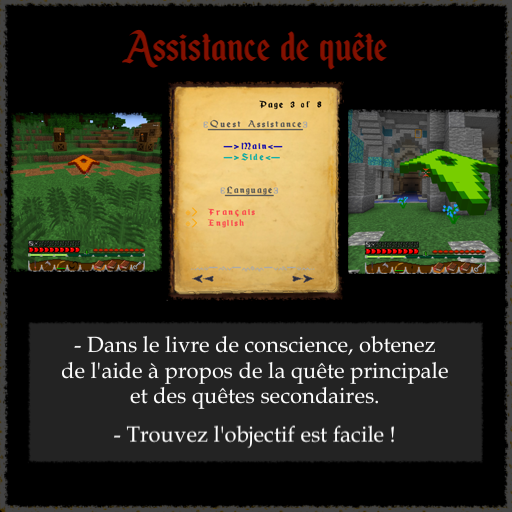 Assistance de quête
Page 3 of 8
Quest Assistance
—>Main<—
—>Side<—
Language
Français
English
- Dans le livre de conscience, obtenez
de l'aide à propos de la quête principale
et des quêtes secondaires.
- Trouvez l'objectif est facile !